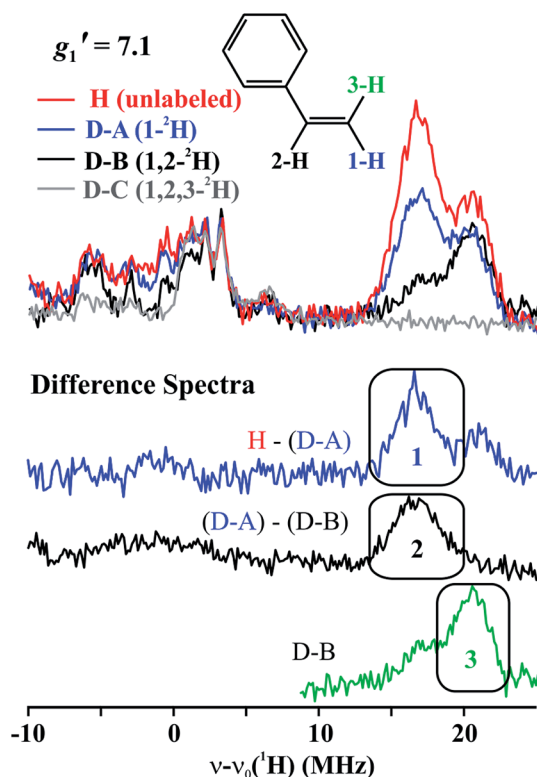 g₁′ = 7.1
H (unlabeled)
D-A (1-²H)
D-B (1,2-²H)
D-C (1,2,3-²H)
3-H
2-H
1-H
Difference Spectra
H - (D-A)
1
(D-A) - (D-B)
2
D-B
3
-10 0 10 20
ν-ν₀(¹H) (MHz)